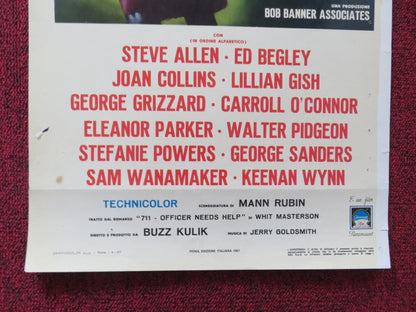 UNA PRODUZIONE
BOB BANNER ASSOCIATES
CON
(IN ORDINE ALFABETICO)
STEVE ALLEN · ED BEGLEY
JOAN COLLINS · LILLIAN GISH
GEORGE GRIZZARD · CARROLL O'CONNOR
ELEANOR PARKER · WALTER PIDGEON
STEFANIE POWERS · GEORGE SANDERS
SAM WANAMAKER · KEENAN WYNN
TECHNICOLOR SCENEGGIATURA DI MANN RUBIN
TRATTO DAL ROMANZO "711 - OFFICER NEEDS HELP" DI WHIT MASTERSON
DIRETTO E PRODOTTO DA BUZZ KULIK MUSICA DI JERRY GOLDSMITH
È un film
Paramount
PRIMA EDIZIONE ITALIANA 1967